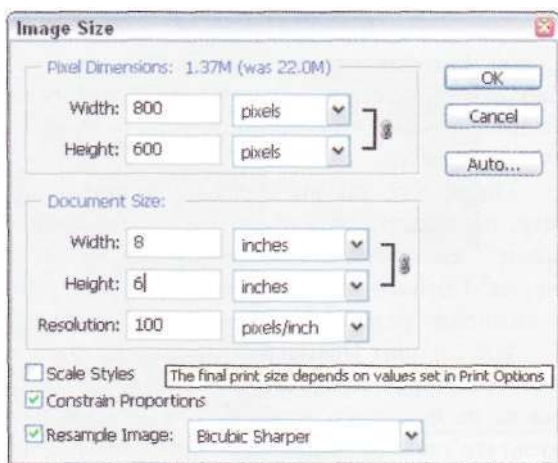 Image Size
Pixel Dimensions: 1.37M (was 22.0M)
Width: 800 pixels
Height: 600 pixels
OK
Cancel
Auto...
Document Size:
Width: 8 inches
Height: 6 inches
Resolution: 100 pixels/inch
Scale Styles
The final print size depends on values set in Print Options
Constrain Proportions
Resample Image: Bicubic Sharper